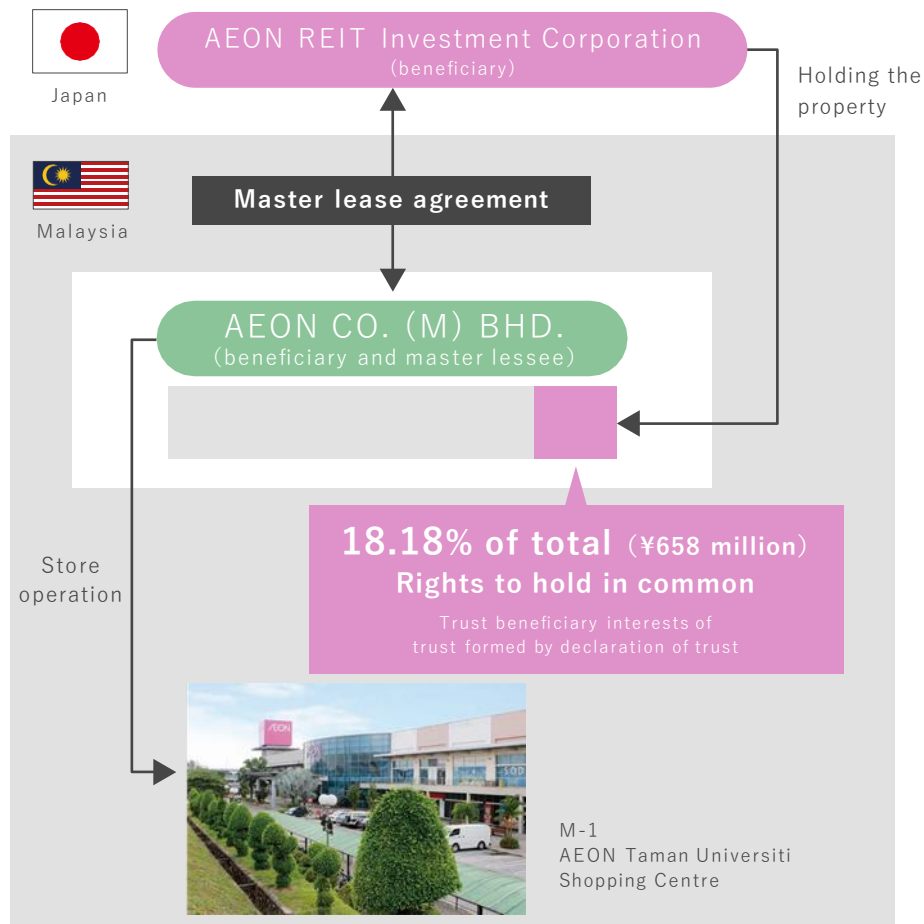 AEON REIT Investment Corporation
(beneficiary)
Japan
Holding the
property
Malaysia
Master lease agreement
AEON CO. (M) BHD.
(beneficiary and master lessee)
18.18% of total (¥658 million)
Rights to hold in common
Trust beneficiary interests of
trust formed by declaration of trust
Store
operation
AEON
M-1
AEON Taman Universiti
Shopping Centre